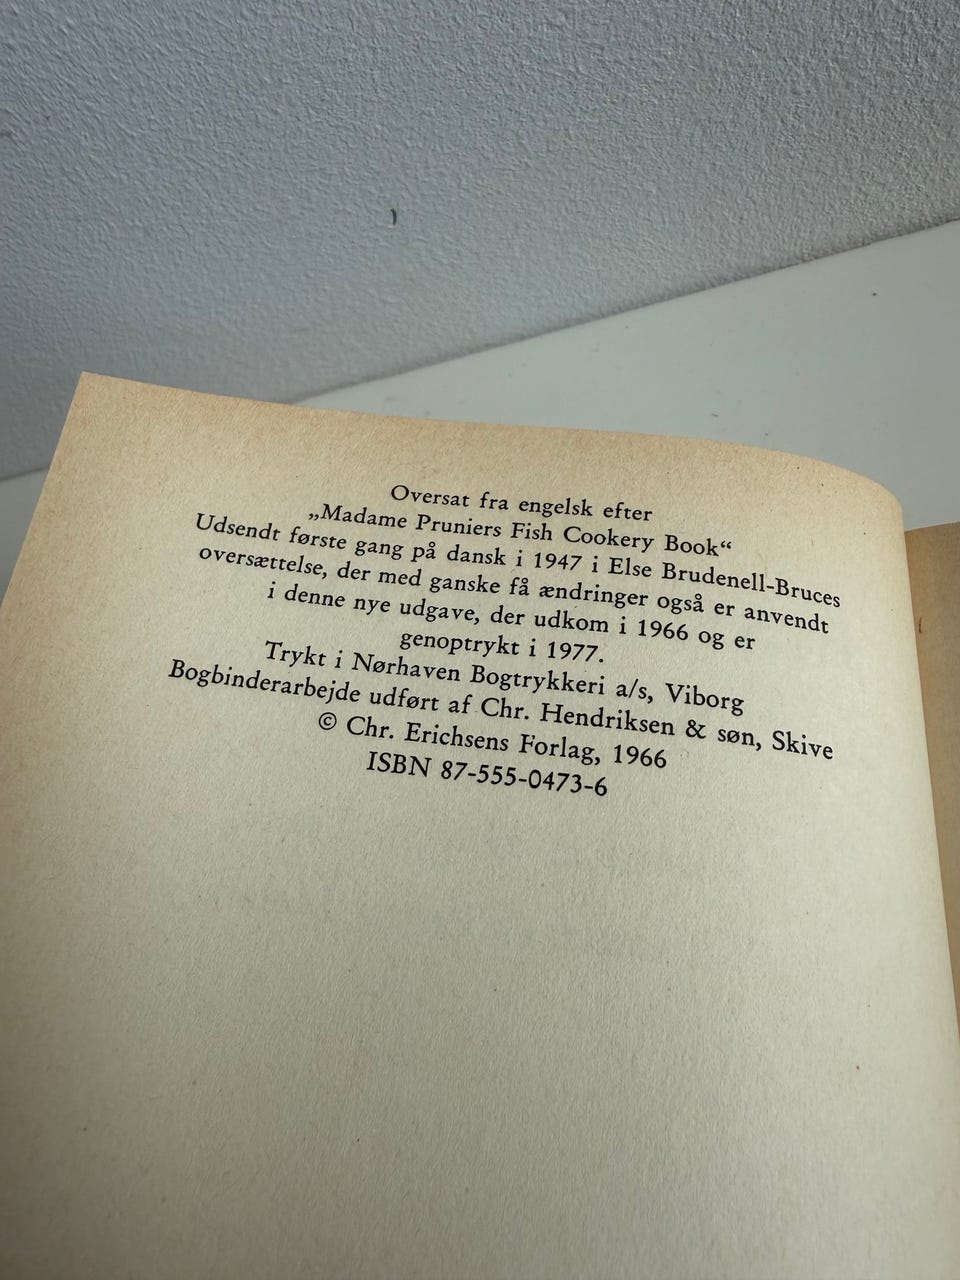 Oversat fra engelsk efter
„Madame Pruniers Fish Cookery Book“
Udsendt første gang på dansk i 1947 i Else Brudenell-Bruces
oversættelse, der med ganske få ændringer også er anvendt
i denne nye udgave, der udkom i 1966 og er
genoptrykt i 1977.
Trykt i Nørhaven Bogtrykkeri a/s, Viborg
Bogbinderarbejde udført af Chr. Hendriksen & søn, Skive
© Chr. Erichsens Forlag, 1966
ISBN 87-555-0473-6